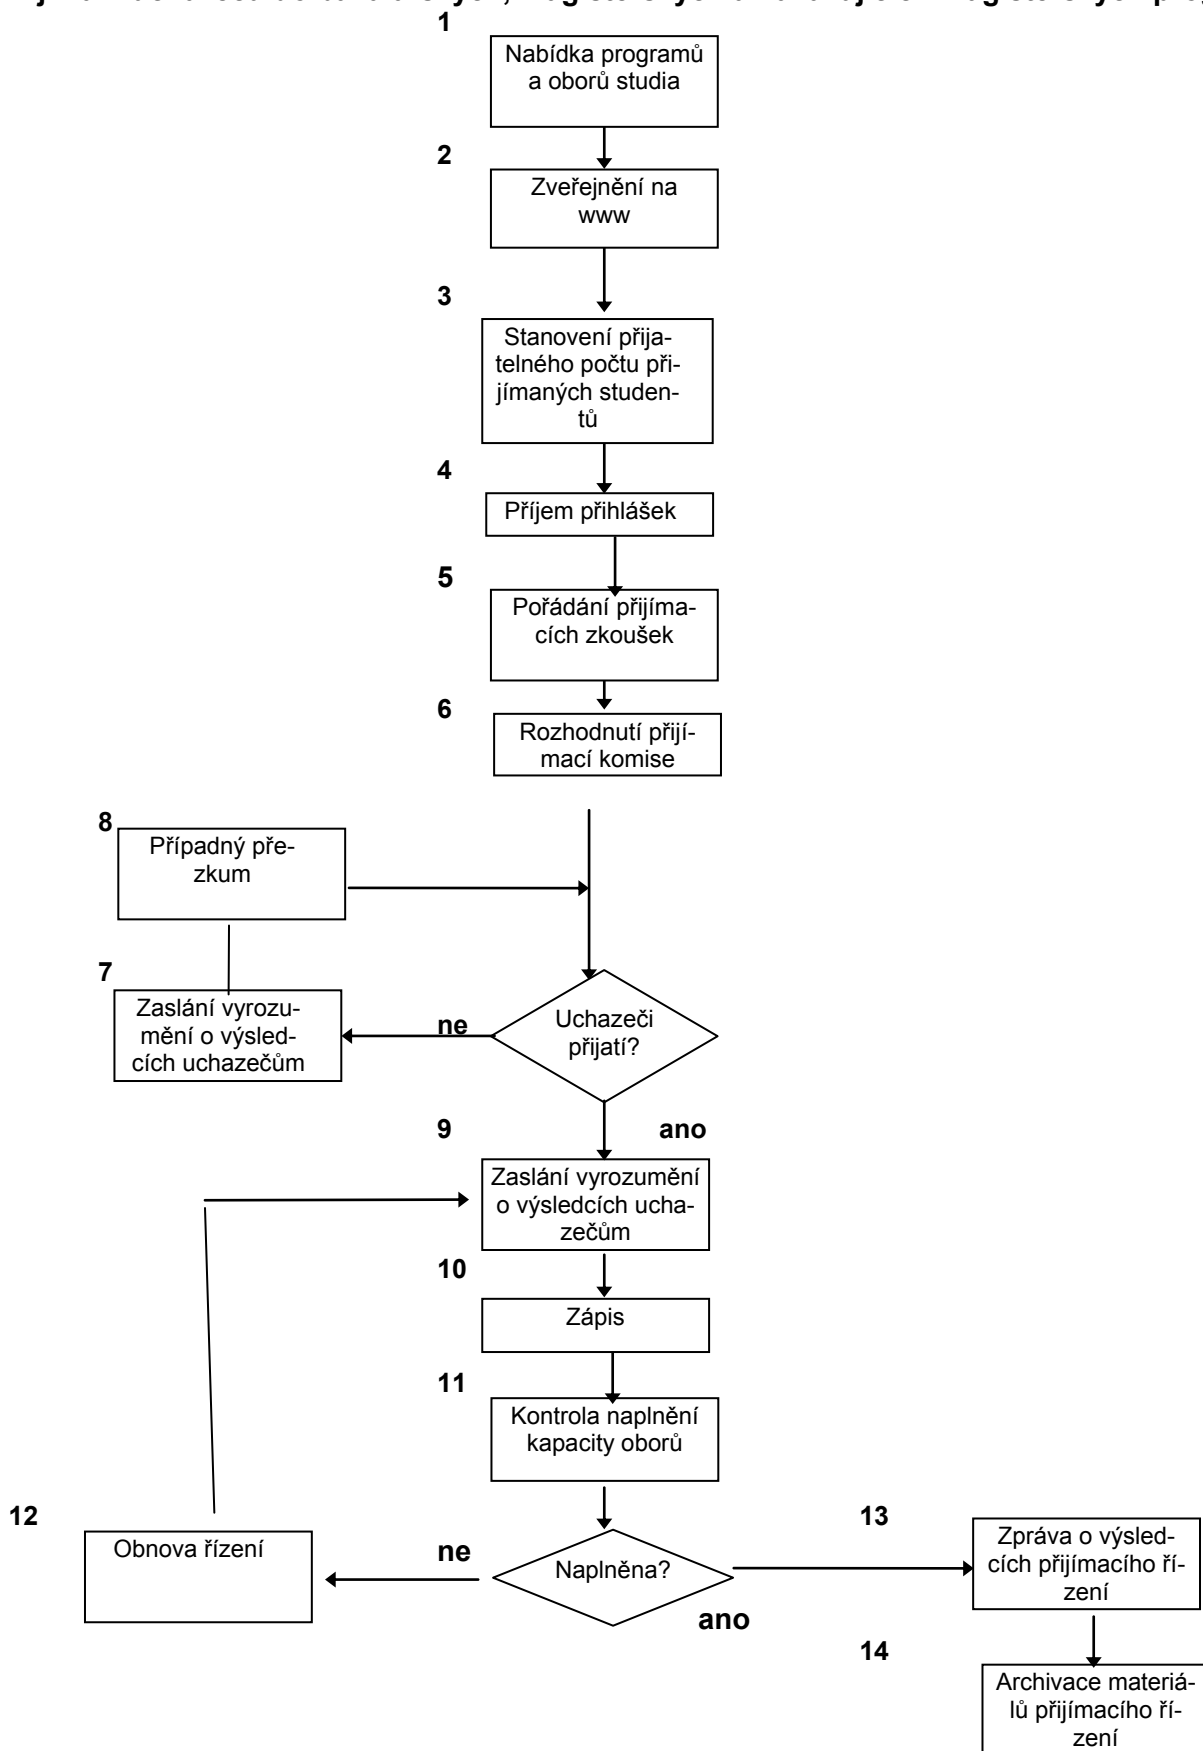 1
Nabídka programů
a oborů studia
2
Zveřejnění na
www
3
Stanovení přija-
telného počtu při-
jímaných studen-
tů
4
Příjem přihlášek
5
Pořádání přijíma-
cích zkoušek
6
Rozhodnutí přijí-
mací komise
8
Případný pře-
zkum
7
Zaslání vyrozu-
mění o výsled-
cích uchazečům
ne
Uchazeči
přijatí?
9
ano
Zaslání vyrozumění
o výsledcích ucha-
zečům
10
Zápis
11
Kontrola naplnění
kapacity oborů
12
Obnova řízení
ne
Naplněna?
ano
13
Zpráva o výsled-
cích přijímacího ří-
zení
14
Archivace materiá-
lů přijímacího ří-
zení